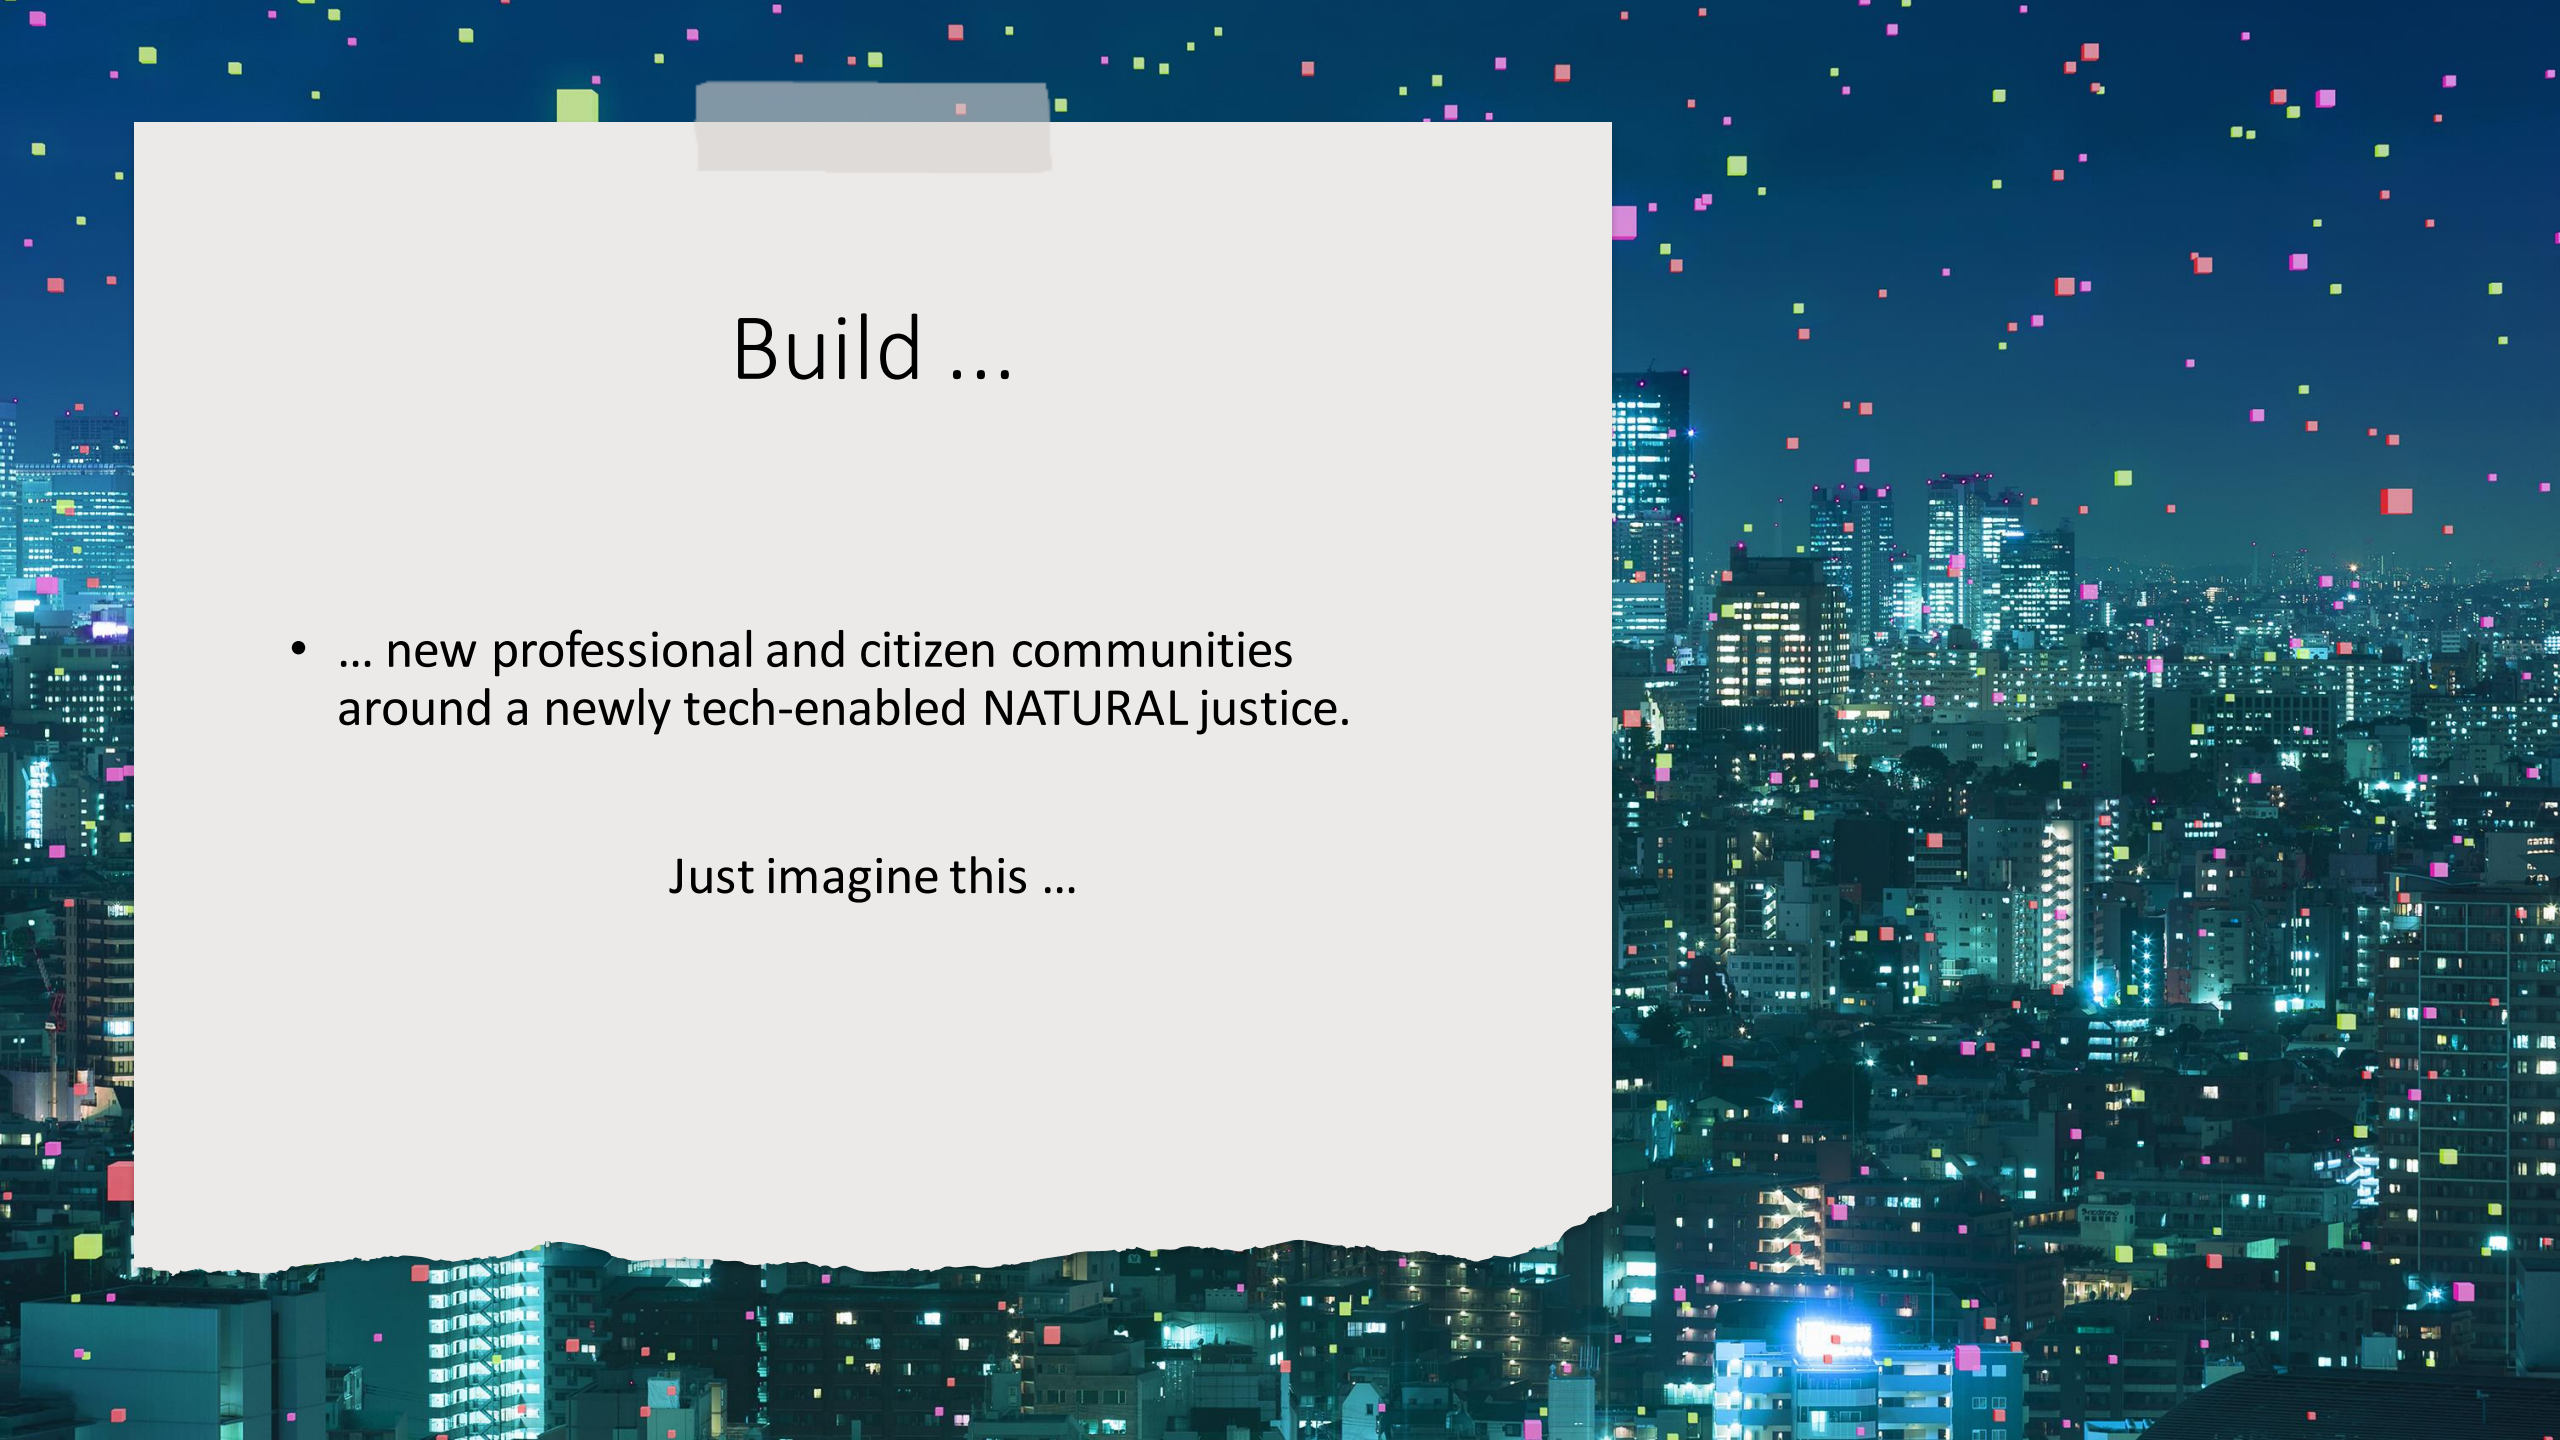 Build ...
• ... new professional and citizen communities
around a newly tech-enabled NATURAL justice.
Just imagine this ...